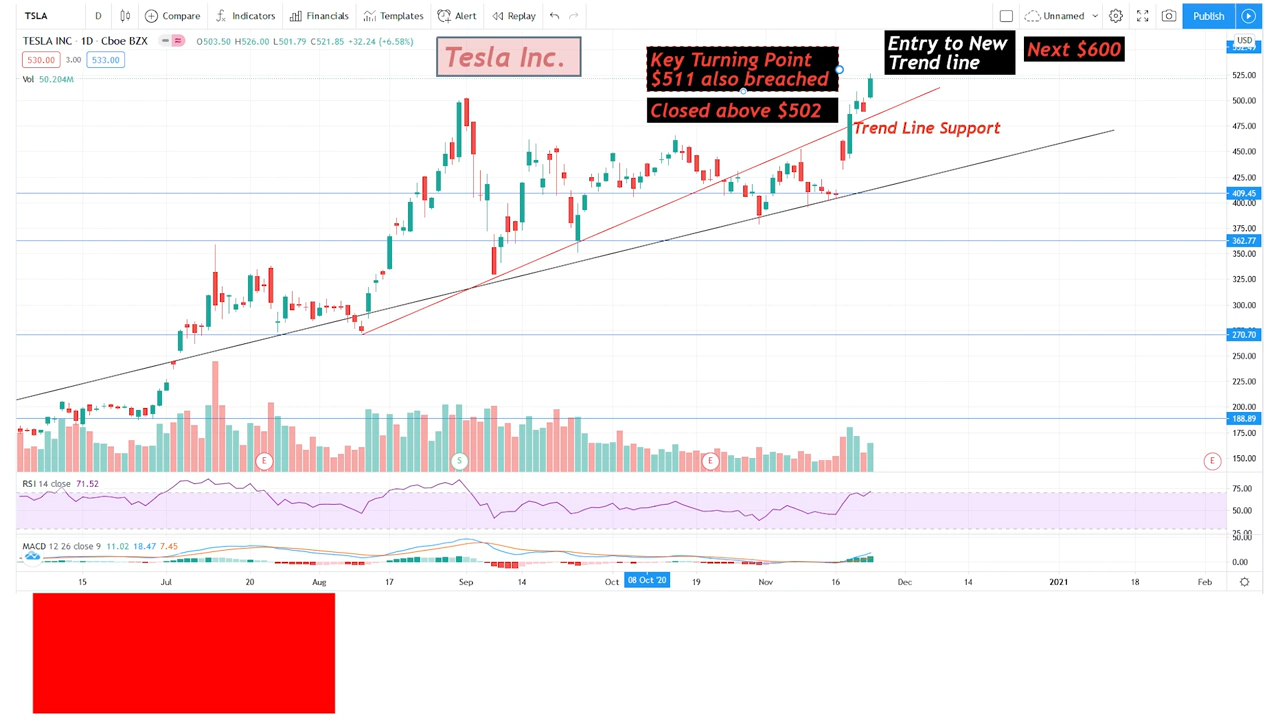 TSLA D Compare Indicators Financials Templates Alert Replay Unnamed Publish
TESLA INC · 1D · Cboe BZX O503.50 H526.00 L501.79 C521.85 +32.24 (+6.58%)
530.00 3.00 533.00
Vol 50.204M
Tesla Inc.
Key Turning Point
$511 also breached
Closed above $502
Entry to New
Trend line
Next $600
Trend Line Support
USD
525.00
500.00
475.00
450.00
425.00
409.45
400.00
375.00
362.77
350.00
325.00
300.00
270.70
250.00
225.00
200.00
188.89
175.00
150.00
E S E E
RSI 14 close 71.52
75.00
50.00
25.00
MACD 12 26 close 9 11.02 18.47 7.45
50.00
0.00
15 Jul 20 Aug 17 Sep 14 Oct 08 Oct '20 19 Nov 16 Dec 14 2021 18 Feb